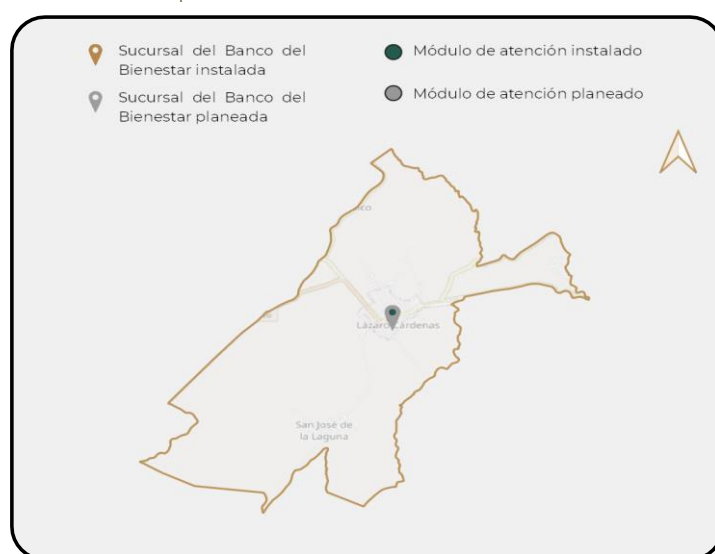 Sucursal del Banco del
Bienestar instalada
Sucursal del Banco del
Bienestar planeada
Módulo de atención instalado
Módulo de atención planeado
ico
Lázaro Cárdenas
San José de
la Laguna